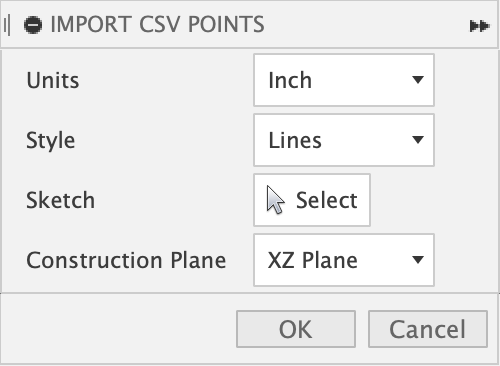 IMPORT CSV POINTS
Units Inch
Style Lines
Sketch Select
Construction Plane XZ Plane
OK Cancel